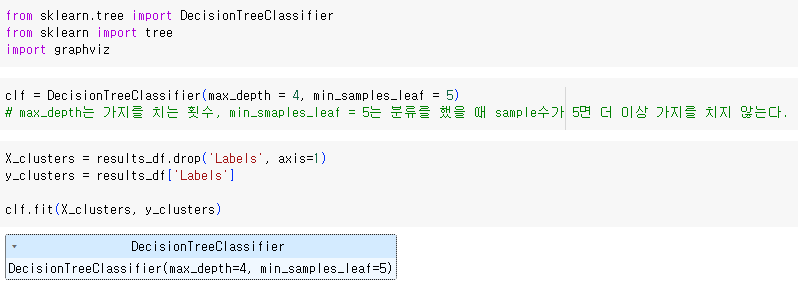 from sklearn.tree import DecisionTreeClassifier
from sklearn import tree
import graphviz
clf = DecisionTreeClassifier(max_depth = 4, min_samples_leaf = 5)
# max_depth는 가지를 치는 횟수, min_smaples_leaf = 5는 분류를 했을 때 sample수가 5면 더 이상 가지를 치지 않는다.
X_clusters = results_df.drop('Labels', axis=1)
y_clusters = results_df['Labels']
clf.fit(X_clusters, y_clusters)
DecisionTreeClassifier
DecisionTreeClassifier(max_depth=4, min_samples_leaf=5)